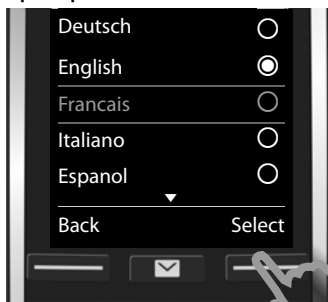 Deutsch
English
Francais
Italiano
Espanol
Back Select